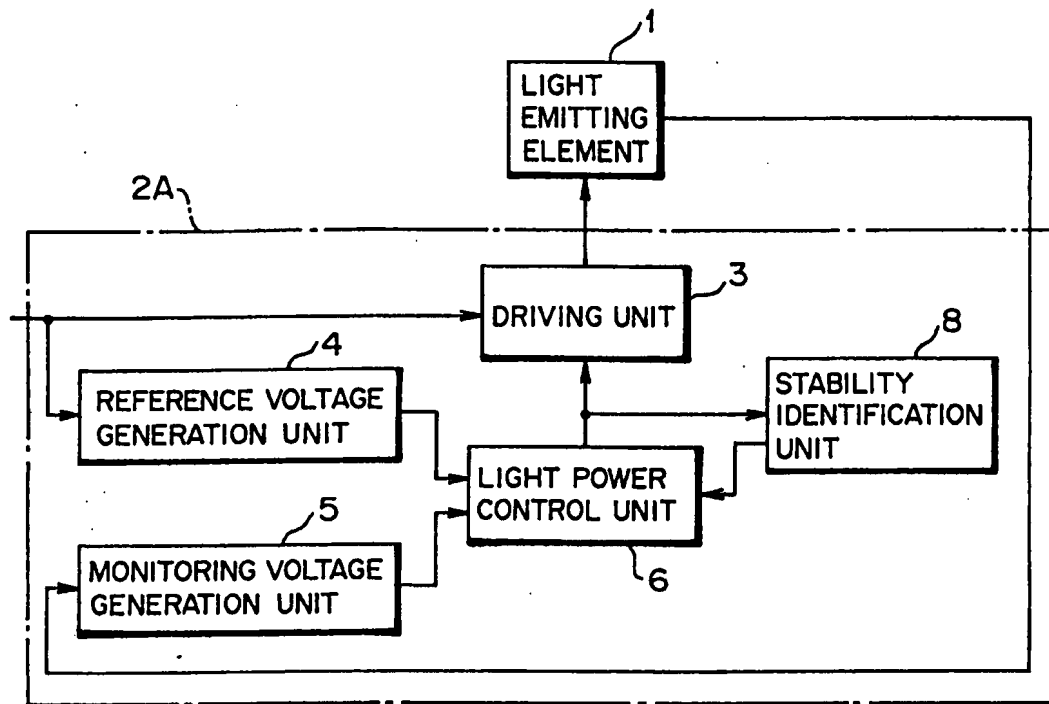 1
LIGHT
EMITTING
ELEMENT
2A
3
DRIVING UNIT
4
REFERENCE VOLTAGE
GENERATION UNIT
8
STABILITY
IDENTIFICATION
UNIT
LIGHT POWER
CONTROL UNIT
6
5
MONITORING VOLTAGE
GENERATION UNIT